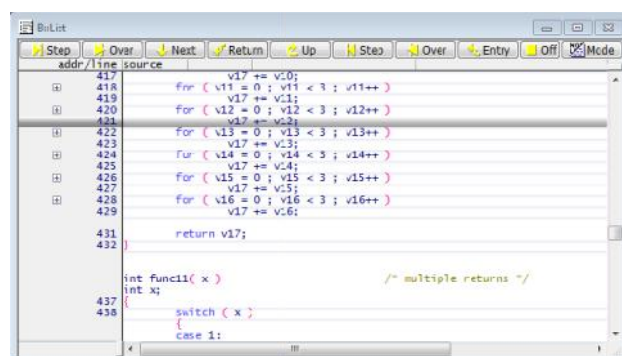 B::List
Step Over Next Return Up Step Over Entry Off Mode
addr/line source
417 v17 += v10;
418 for ( v11 = 0 ; v11 < 3 ; v11++ )
419 v17 += v11;
420 for ( v12 = 0 ; v12 < 3 ; v12++ )
421 v17 += v12;
422 for ( v13 = 0 ; v13 < 3 ; v13++ )
423 v17 += v13;
424 for ( v14 = 0 ; v14 < 3 ; v14++ )
425 v17 += v14;
426 for ( v15 = 0 ; v15 < 3 ; v15++ )
427 v17 += v15;
428 for ( v16 = 0 ; v16 < 3 ; v16++ )
429 v17 += v16;
431 return v17;
432 }
int func11( x ) /* multiple returns */
int x;
437 {
438 switch ( x )
{
case 1: